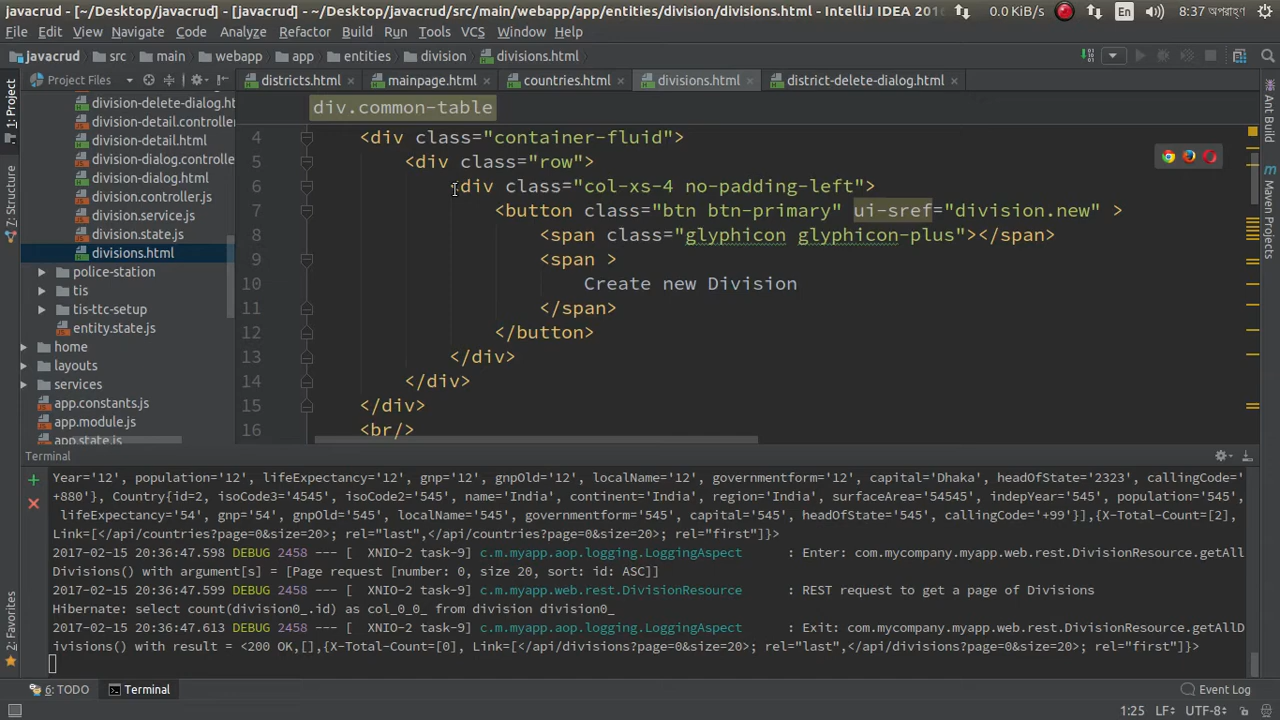 javacrud - [~/Desktop/javacrud] - [javacrud] - ~/Desktop/javacrud/src/main/webapp/app/entities/division/divisions.html - IntelliJ IDEA 201
0.0 KiB/s
En
8:37 অপরাহ্ণ
File Edit View Navigate Code Analyze Refactor Build Run Tools VCS Window Help
javacrud src main webapp app entities division divisions.html
Project Files
districts.html mainpage.html countries.html divisions.html district-delete-dialog.html
division-delete-dialog.ht
division-detail.controller
division-detail.html
division-dialog.controlle
division-dialog.html
division.controller.js
division.service.js
division.state.js
divisions.html
police-station
tis
tis-ttc-setup
entity.state.js
home
layouts
services
app.constants.js
app.module.js
app.state.js
1: Project
7: Structure
2: Favorites
Ant Build
Database
div.common-table
4 <div class="container-fluid">
5 <div class="row">
6 <div class="col-xs-4 no-padding-left">
7 <button class="btn btn-primary" ui-sref="division.new" >
8 <span class="glyphicon glyphicon-plus"></span>
9 <span >
10 Create new Division
11 </span>
12 </button>
13 </div>
14 </div>
15 </div>
16 <br/>
Terminal
Year='12', population='12', lifeExpectancy='12', gnp='12', gnpOld='12', localName='12', governmentform='12', capital='Dhaka', headOfState='2323', callingCode='
+880'}, Country{id=2, isoCode3='4545', isoCode2='545', name='India', continent='India', region='India', surfaceArea='54545', indepYear='545', population='545',
lifeExpectancy='54', gnp='54', gnpOld='545', localName='545', governmentform='545', capital='545', headOfState='545', callingCode='+99'}],{X-Total-Count=[2],
Link=[</api/countries?page=0&size=20>; rel="last",</api/countries?page=0&size=20>; rel="first"]}>
2017-02-15 20:36:47.598 DEBUG 2458 --- [ XNIO-2 task-9] c.m.myapp.aop.logging.LoggingAspect : Enter: com.mycompany.myapp.web.rest.DivisionResource.getAll
Divisions() with argument[s] = [Page request [number: 0, size 20, sort: id: ASC]]
2017-02-15 20:36:47.599 DEBUG 2458 --- [ XNIO-2 task-9] c.m.myapp.web.rest.DivisionResource : REST request to get a page of Divisions
Hibernate: select count(division0_.id) as col_0_0_ from division division0_
2017-02-15 20:36:47.613 DEBUG 2458 --- [ XNIO-2 task-9] c.m.myapp.aop.logging.LoggingAspect : Exit: com.mycompany.myapp.web.rest.DivisionResource.getAllD
ivisions() with result = <200 OK,[],{X-Total-Count=[0], Link=[</api/divisions?page=0&size=20>; rel="last",</api/divisions?page=0&size=20>; rel="first"]}>
6: TODO Terminal Event Log
1:25 LF÷ UTF-8÷